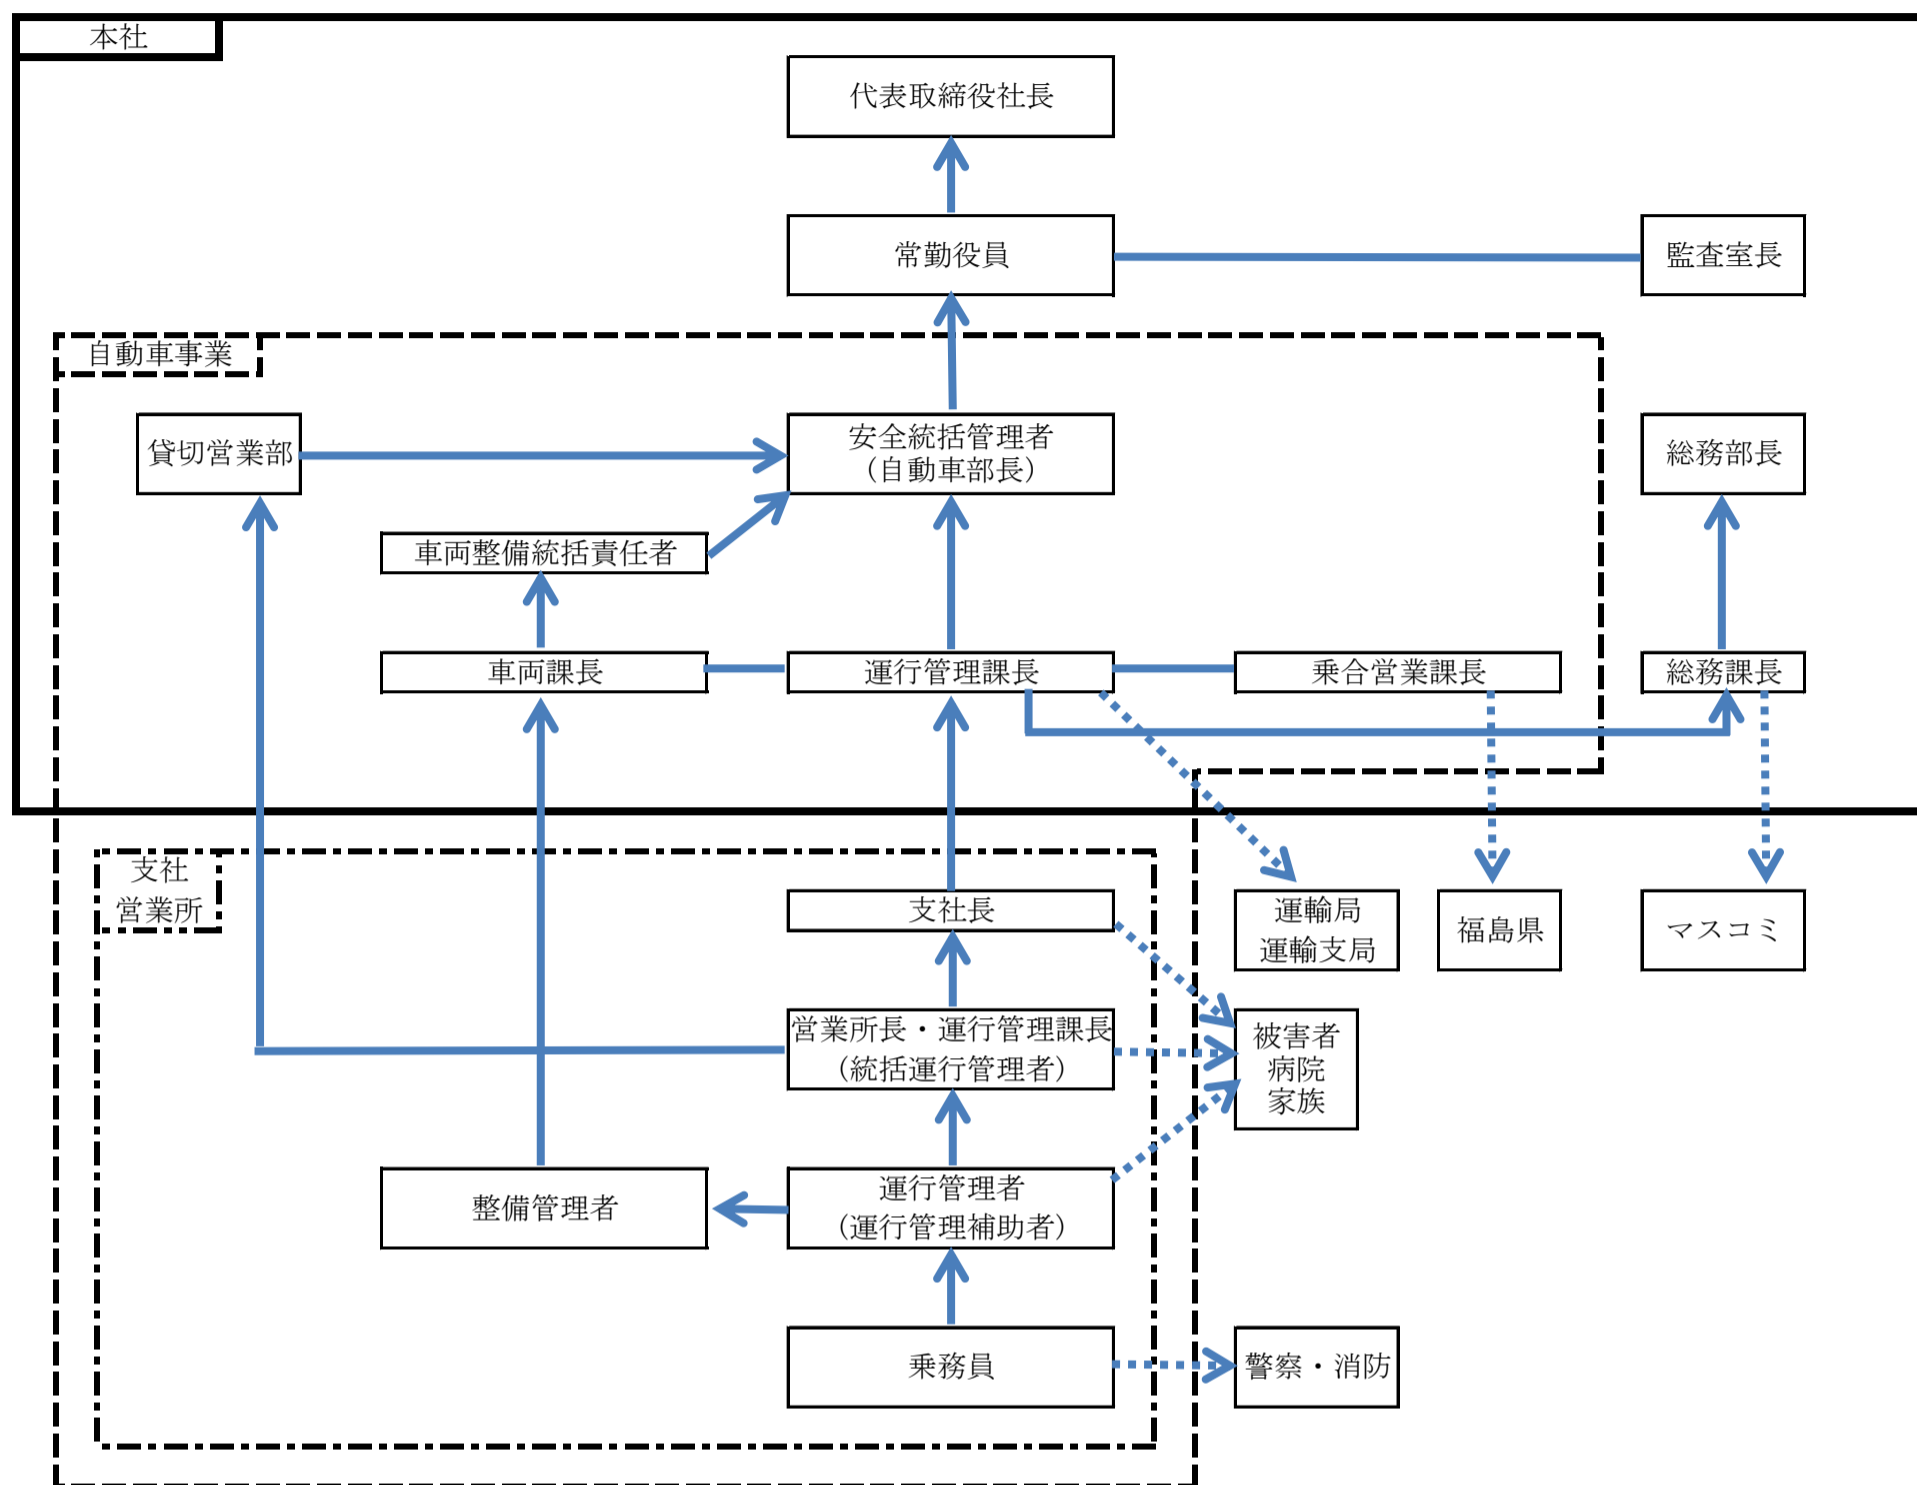 本社
代表取締役社長
常勤役員
監査室長
自動車事業
貸切営業部
安全統括管理者
（自動車部長）
総務部長
車両整備統括責任者
車両課長
運行管理課長
乗合営業課長
総務課長
支社
営業所
支社長
運輸局
運輸支局
福島県
マスコミ
営業所長・運行管理課長
（統括運行管理者）
被害者
病院
家族
整備管理者
運行管理者
（運行管理補助者）
乗務員
警察・消防